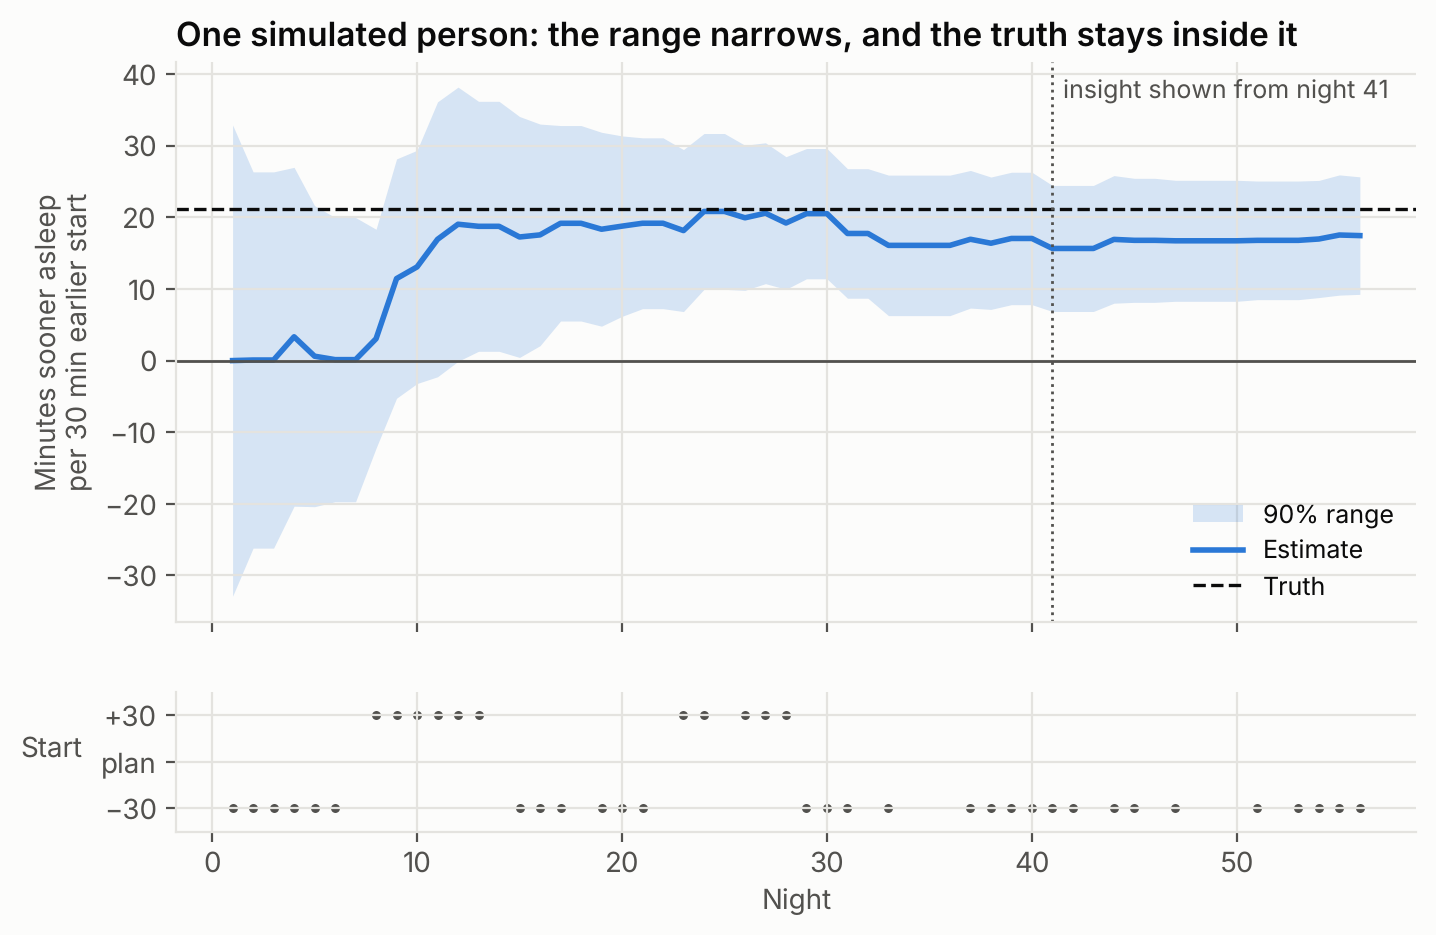 One simulated person: the range narrows, and the truth stays inside it
insight shown from night 41
Minutes sooner asleep
per 30 min earlier start
40
30
20
10
0
−10
−20
−30
90% range
Estimate
Truth
Start
+30
plan
−30
0 10 20 30 40 50
Night